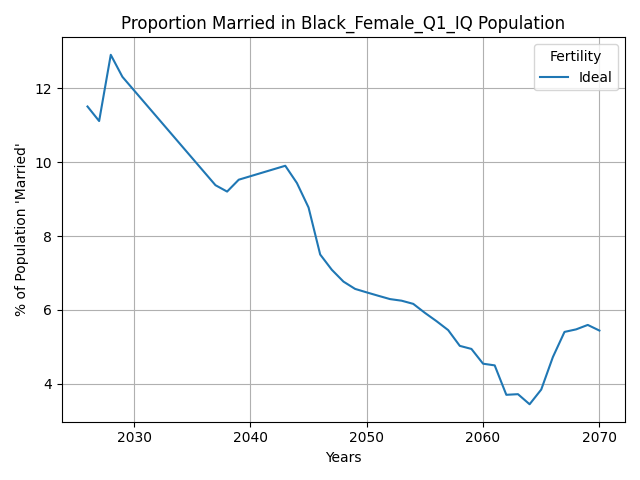 Proportion Married in Black_Female_Q1_IQ Population
Fertility
Ideal
% of Population 'Married'
12
10
8
6
4
2030
2040
2050
2060
2070
Years